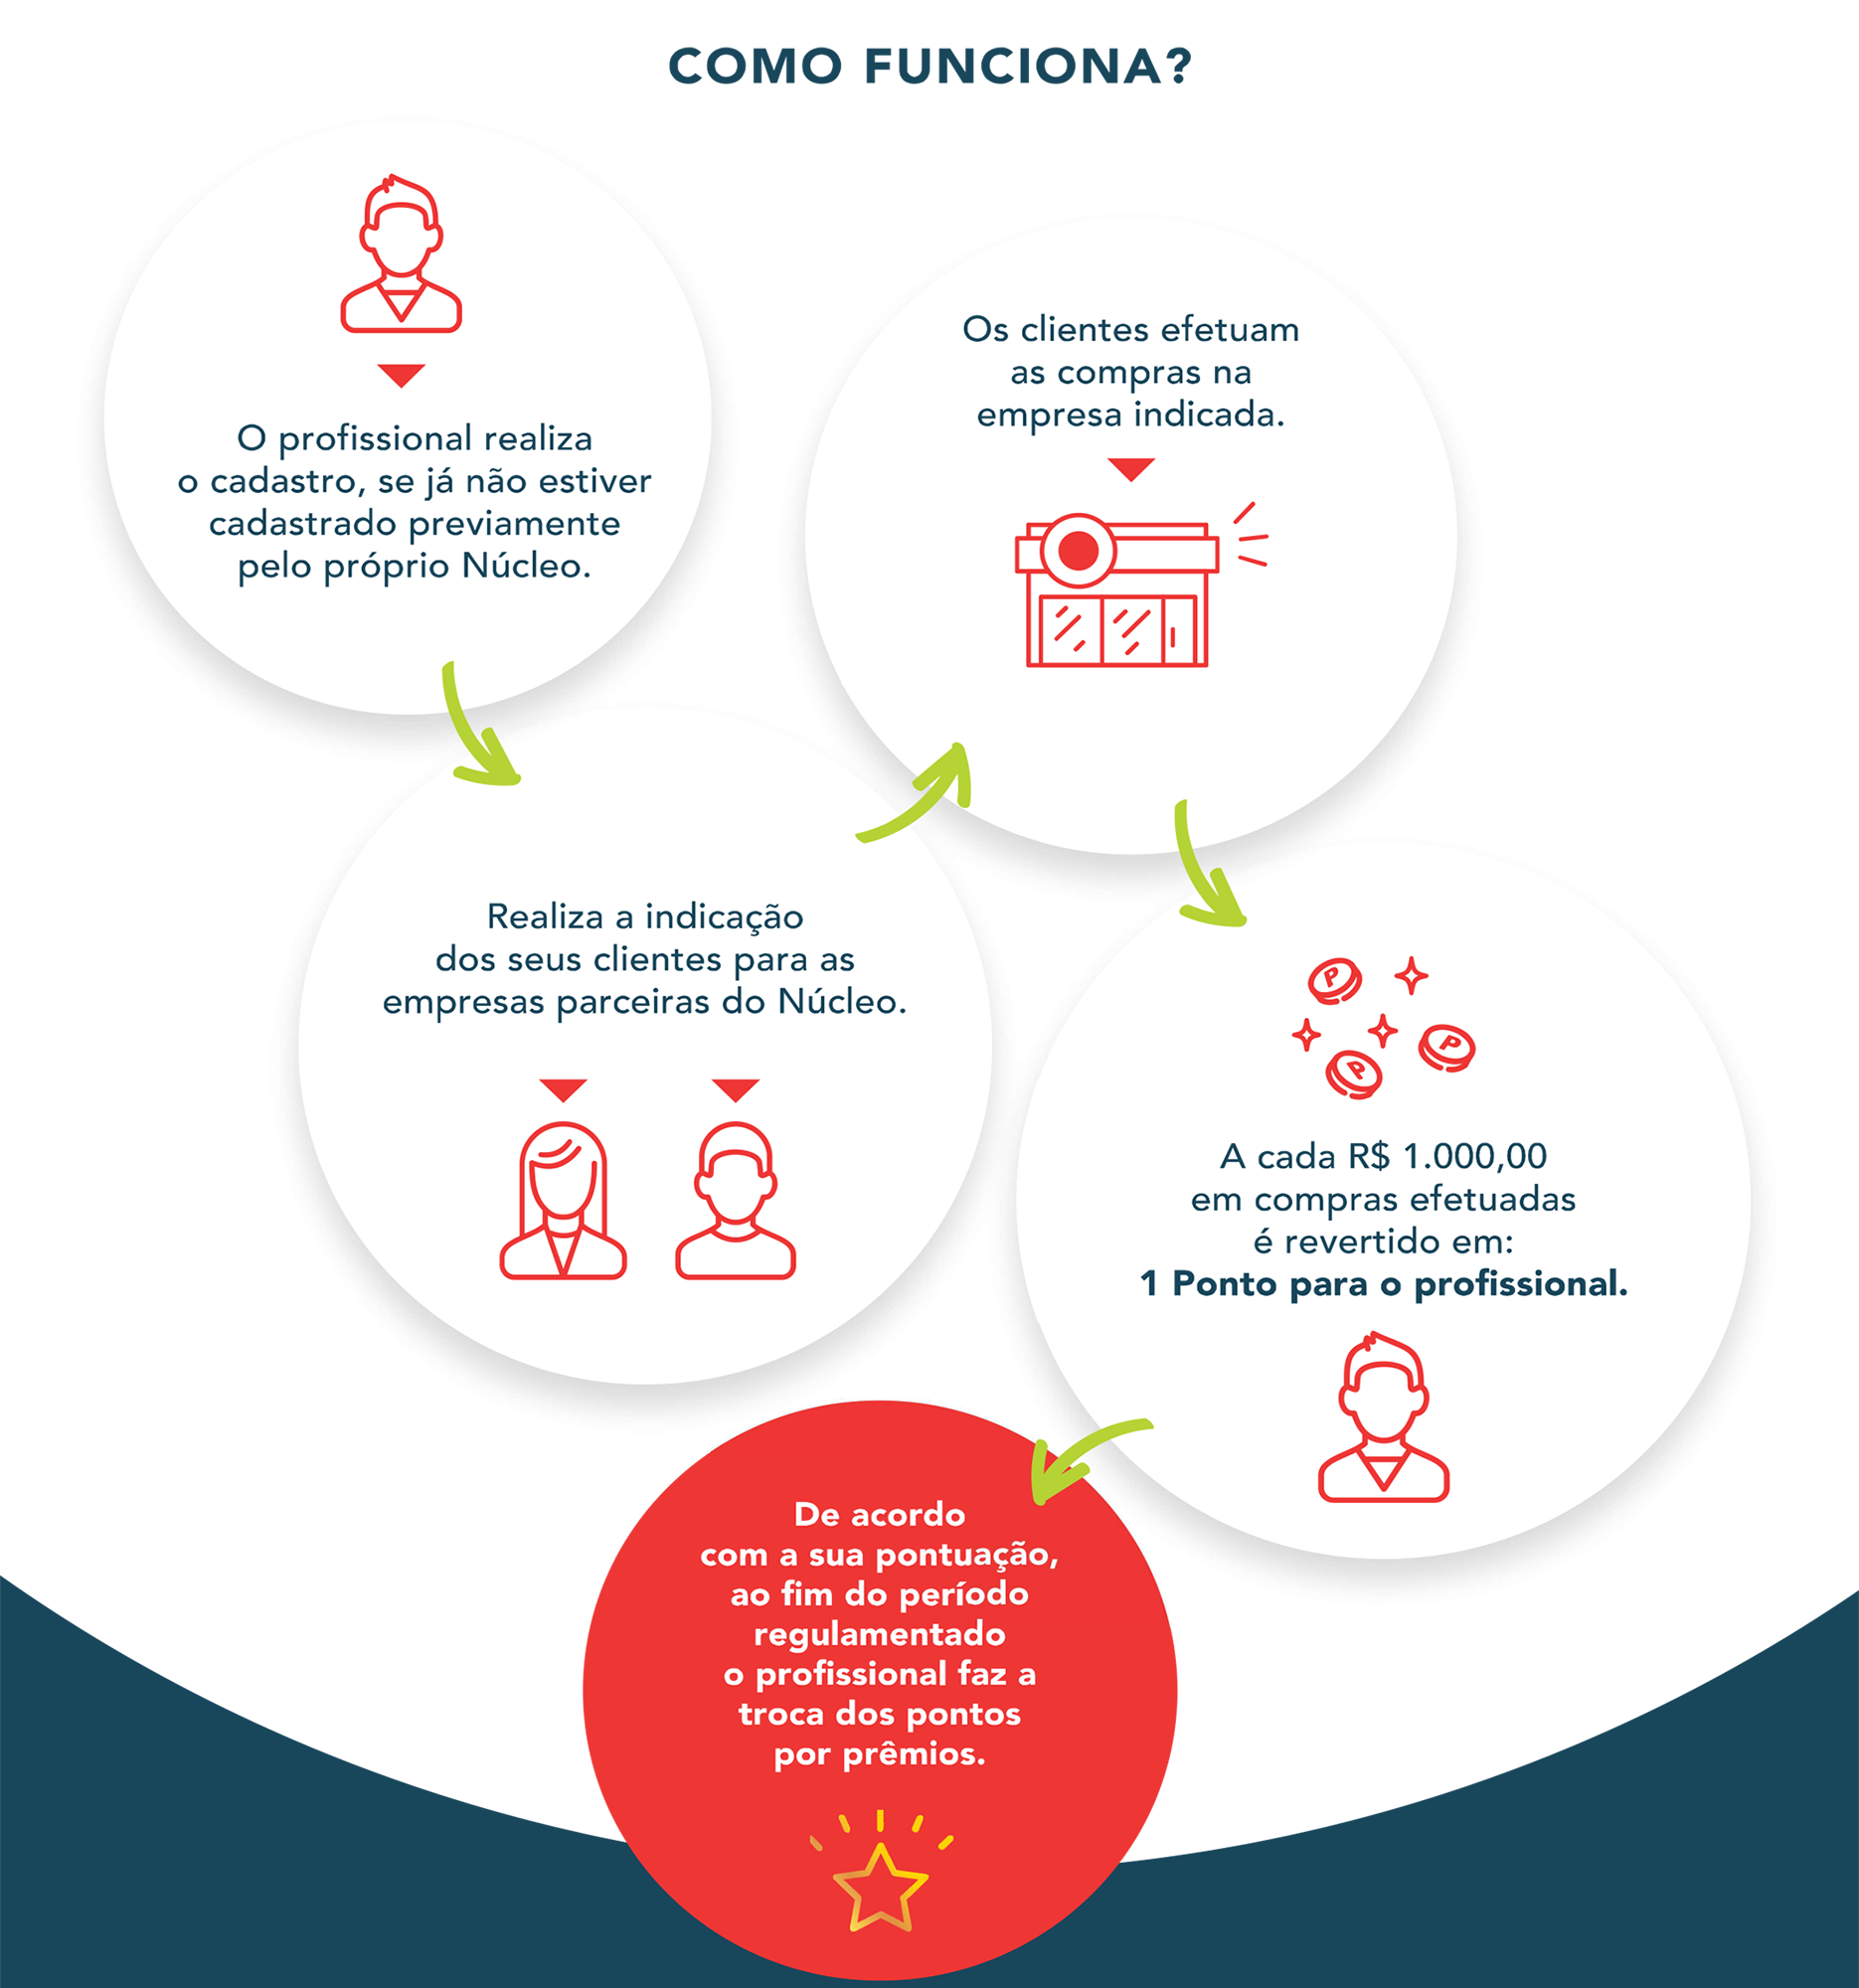 COMO FUNCIONA?
O profissional realiza
o cadastro, se já não estiver
cadastrado previamente
pelo próprio Núcleo.
Realiza a indicação
dos seus clientes para as
empresas parceiras do Núcleo.
Os clientes efetuam
as compras na
empresa indicada.
P
P
P
A cada R$ 1.000,00
em compras efetuadas
é revertido em:
1 Ponto para o profissional.
De acordo
com a sua pontuação,
ao fim do período
regulamentado
o profissional faz a
troca dos pontos
por prêmios.